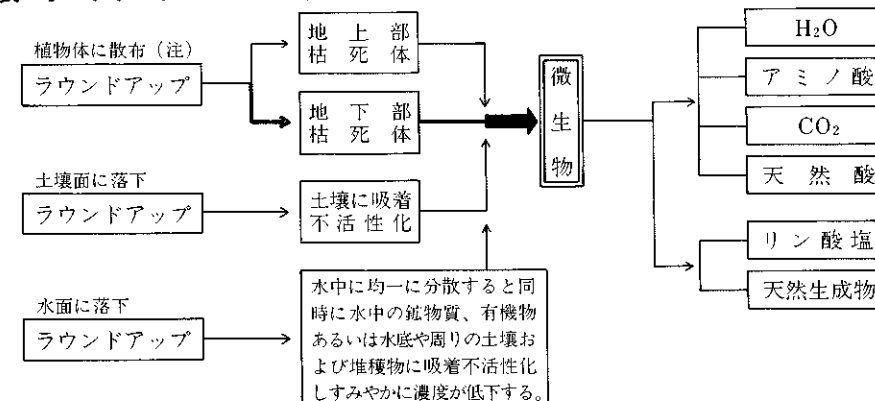 植物体に散布（注）
ラウンドアップ
地上部
枯死体
地下部
枯死体
微生物
土壌面に落下
ラウンドアップ
土壌に吸着
不活性化
水面に落下
ラウンドアップ
水中に均一に分散すると同
時に水中の鉱物質、有機物
あるいは水底や周りの土壌お
よび堆積物に吸着不活性化
しすみやかに濃度が低下する。
H₂O
アミノ酸
CO₂
天然酸
リン酸塩
天然生成物